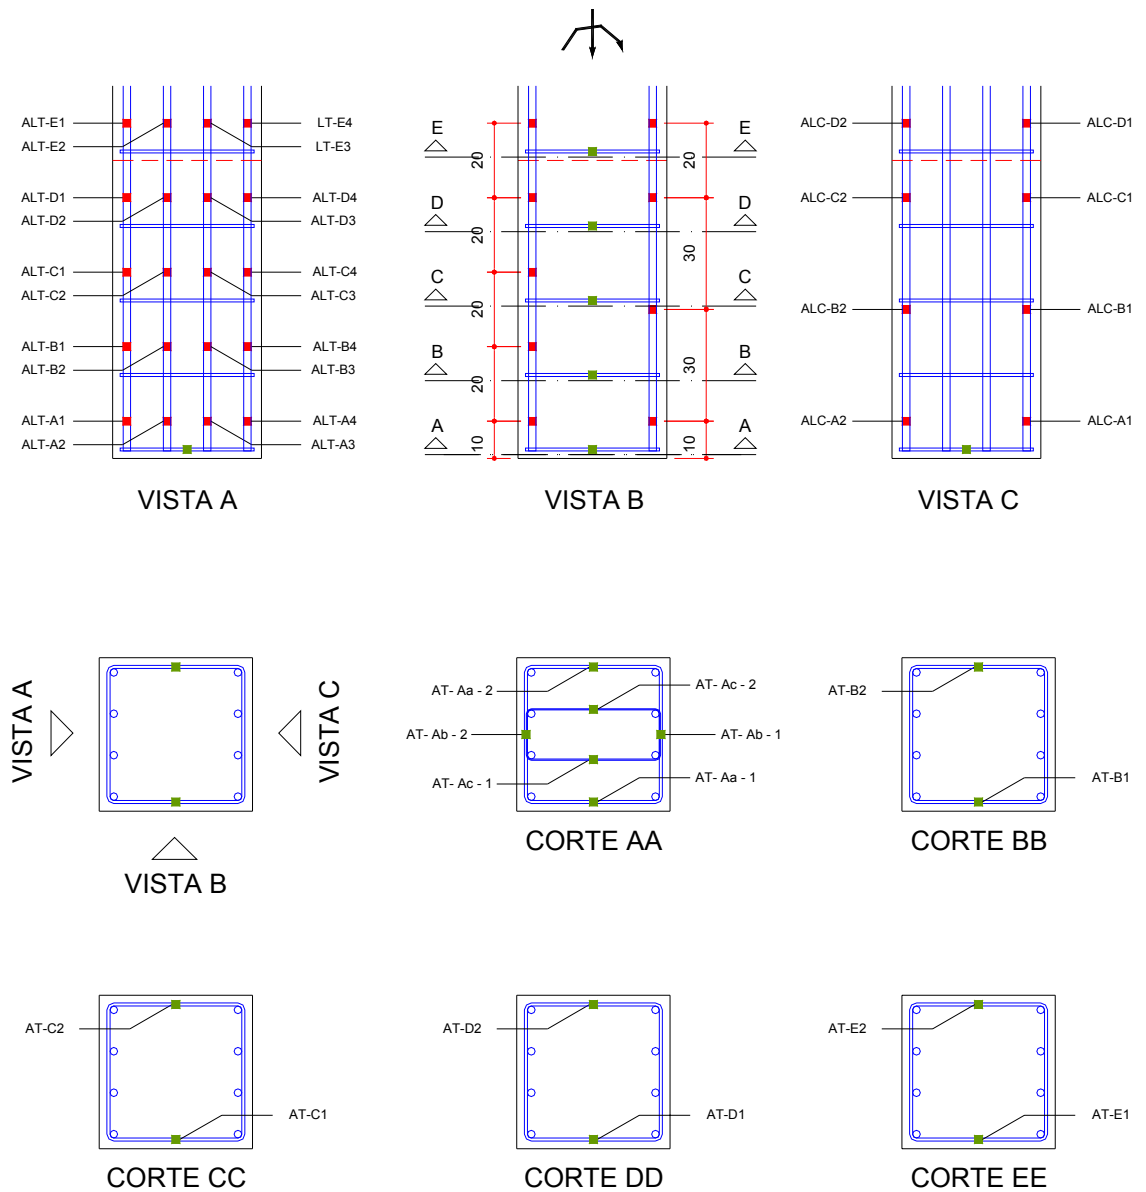 ALT-E1
ALT-E2
LT-E4
LT-E3
ALT-D1
ALT-D2
ALT-D4
ALT-D3
ALT-C1
ALT-C2
ALT-C4
ALT-C3
ALT-B1
ALT-B2
ALT-B4
ALT-B3
ALT-A1
ALT-A2
ALT-A4
ALT-A3
VISTA A
E
E
20
20
D
D
20
30
C
C
20
B
B
20
30
A
A
10
10
VISTA B
ALC-D2
ALC-D1
ALC-C2
ALC-C1
ALC-B2
ALC-B1
ALC-A2
ALC-A1
VISTA C
VISTA A
VISTA C
VISTA B
AT- Aa - 2
AT- Ac - 2
AT- Ab - 2
AT- Ab - 1
AT- Ac - 1
AT- Aa - 1
CORTE AA
AT-B2
AT-B1
CORTE BB
AT-C2
AT-C1
CORTE CC
AT-D2
AT-D1
CORTE DD
AT-E2
AT-E1
CORTE EE